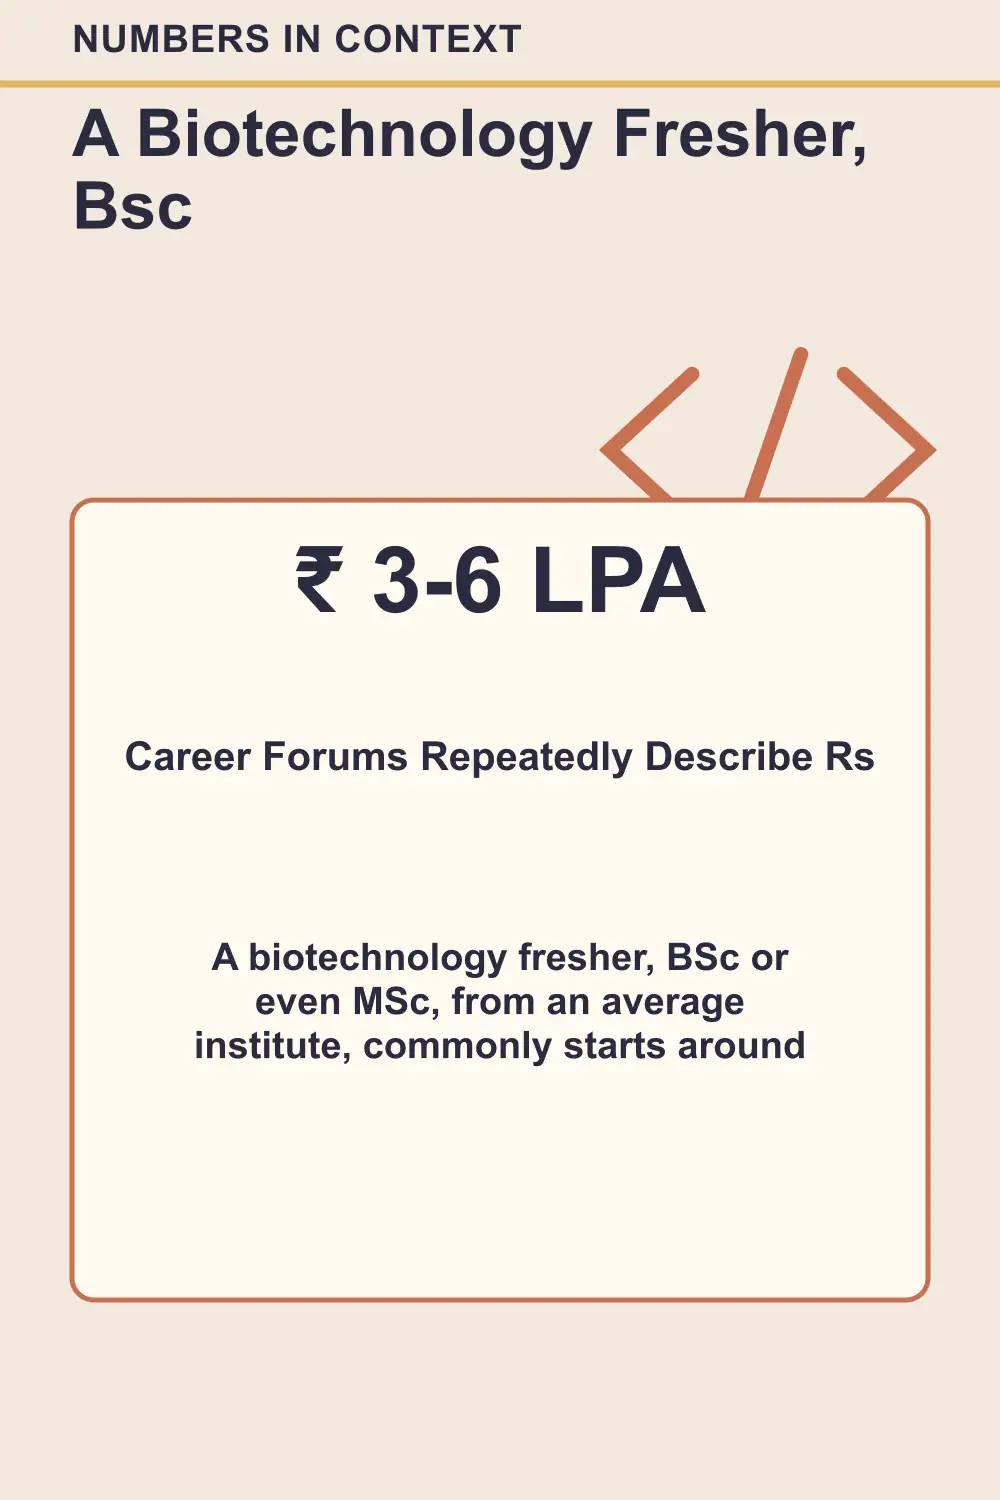 NUMBERS IN CONTEXT
A Biotechnology Fresher,
Bsc
₹ 3-6 LPA
Career Forums Repeatedly Describe Rs
A biotechnology fresher, BSc or
even MSc, from an average
institute, commonly starts around